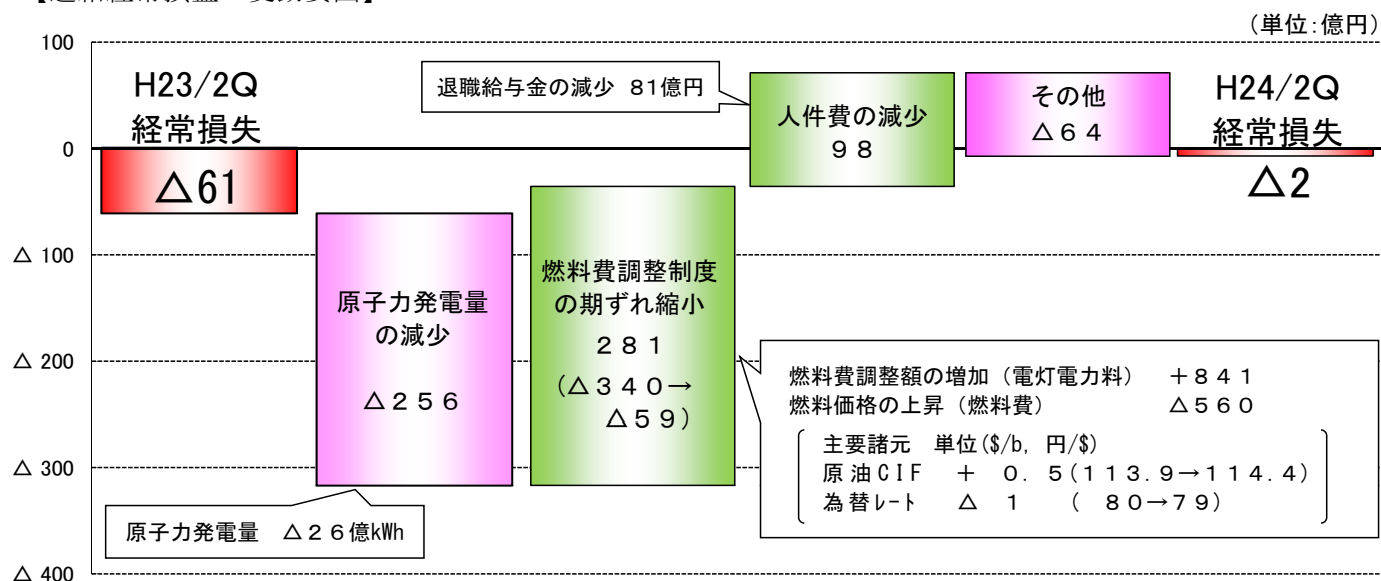 (単位:億円)
100
0
△ 100
△ 200
△ 300
△ 400
H23/2Q
経常損失
△61
原子力発電量
の減少
△256
原子力発電量 △26億kWh
燃料費調整制度
の期ずれ縮小
281
(△340→
△59)
退職給与金の減少 81億円
人件費の減少
98
その他
△64
H24/2Q
経常損失
△2
燃料費調整額の増加(電灯電力料) +841
燃料価格の上昇(燃料費) △560
主要諸元 単位($/b, 円/$)
原油CIF + 0.5(113.9→114.4)
為替レート △ 1 ( 80→79)